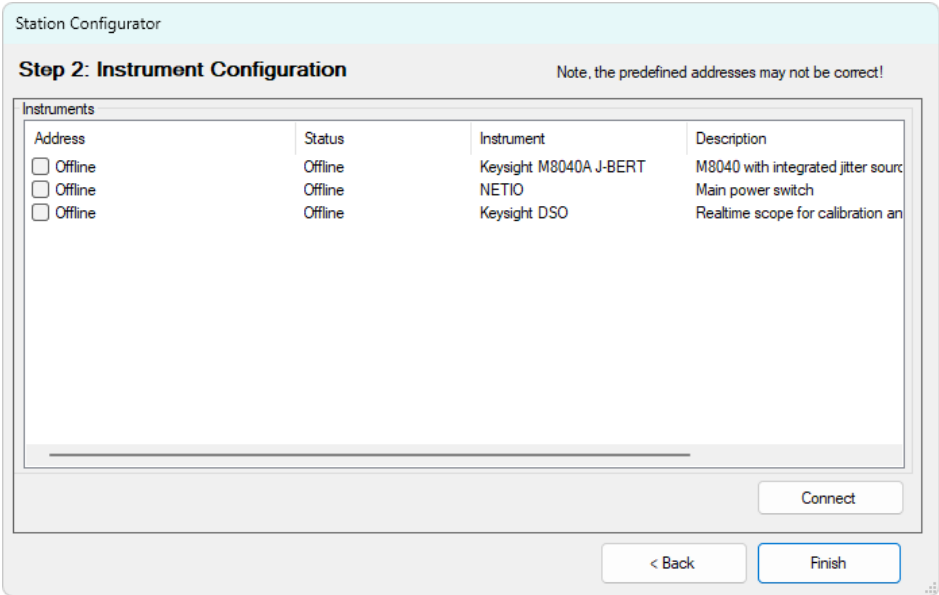 Station Configurator
Step 2: Instrument Configuration
Note, the predefined addresses may not be correct!
Instruments
Address Status Instrument Description
Offline Offline Keysight M8040A J-BERT M8040 with integrated jitter sourc
Offline Offline NETIO Main power switch
Offline Offline Keysight DSO Realtime scope for calibration an
Connect
< Back Finish